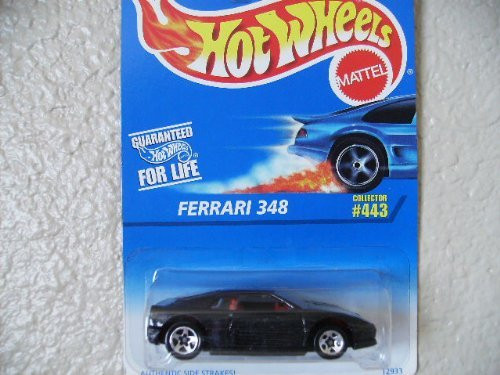 HOT WHEELS
MATTEL
®
GUARANTEED
Hot Wheels
FOR LIFE
FERRARI 348
COLLECTOR
#443
AUTHENTIC SIDE STRAKES!
12933